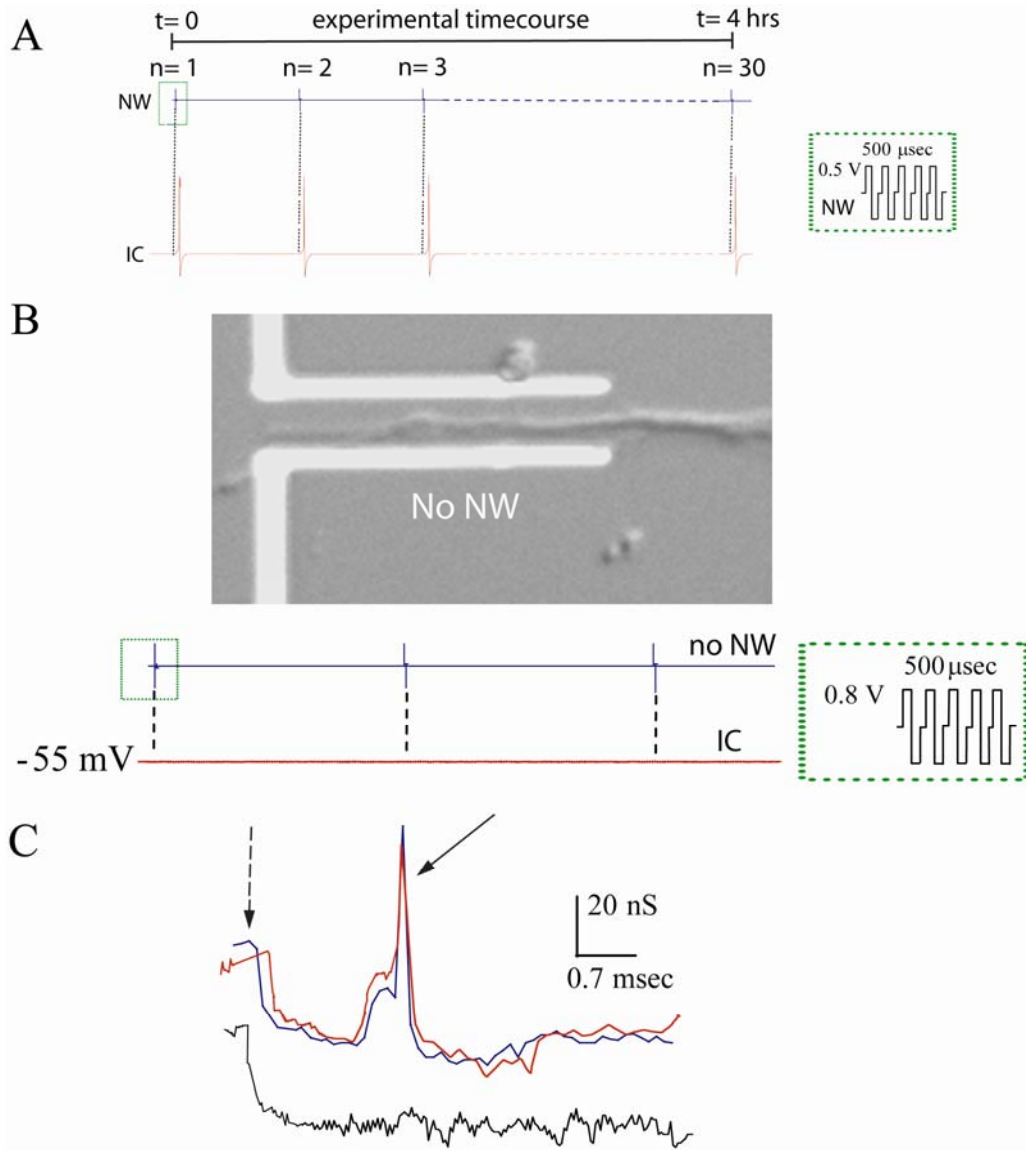 A
t= 0 experimental timecourse t= 4 hrs
n= 1 n= 2 n= 3 n= 30
NW
500 μsec
0.5 V
NW
IC
B
No NW
no NW
500 μsec
0.8 V
IC
-55 mV
C
20 nS
0.7 msec